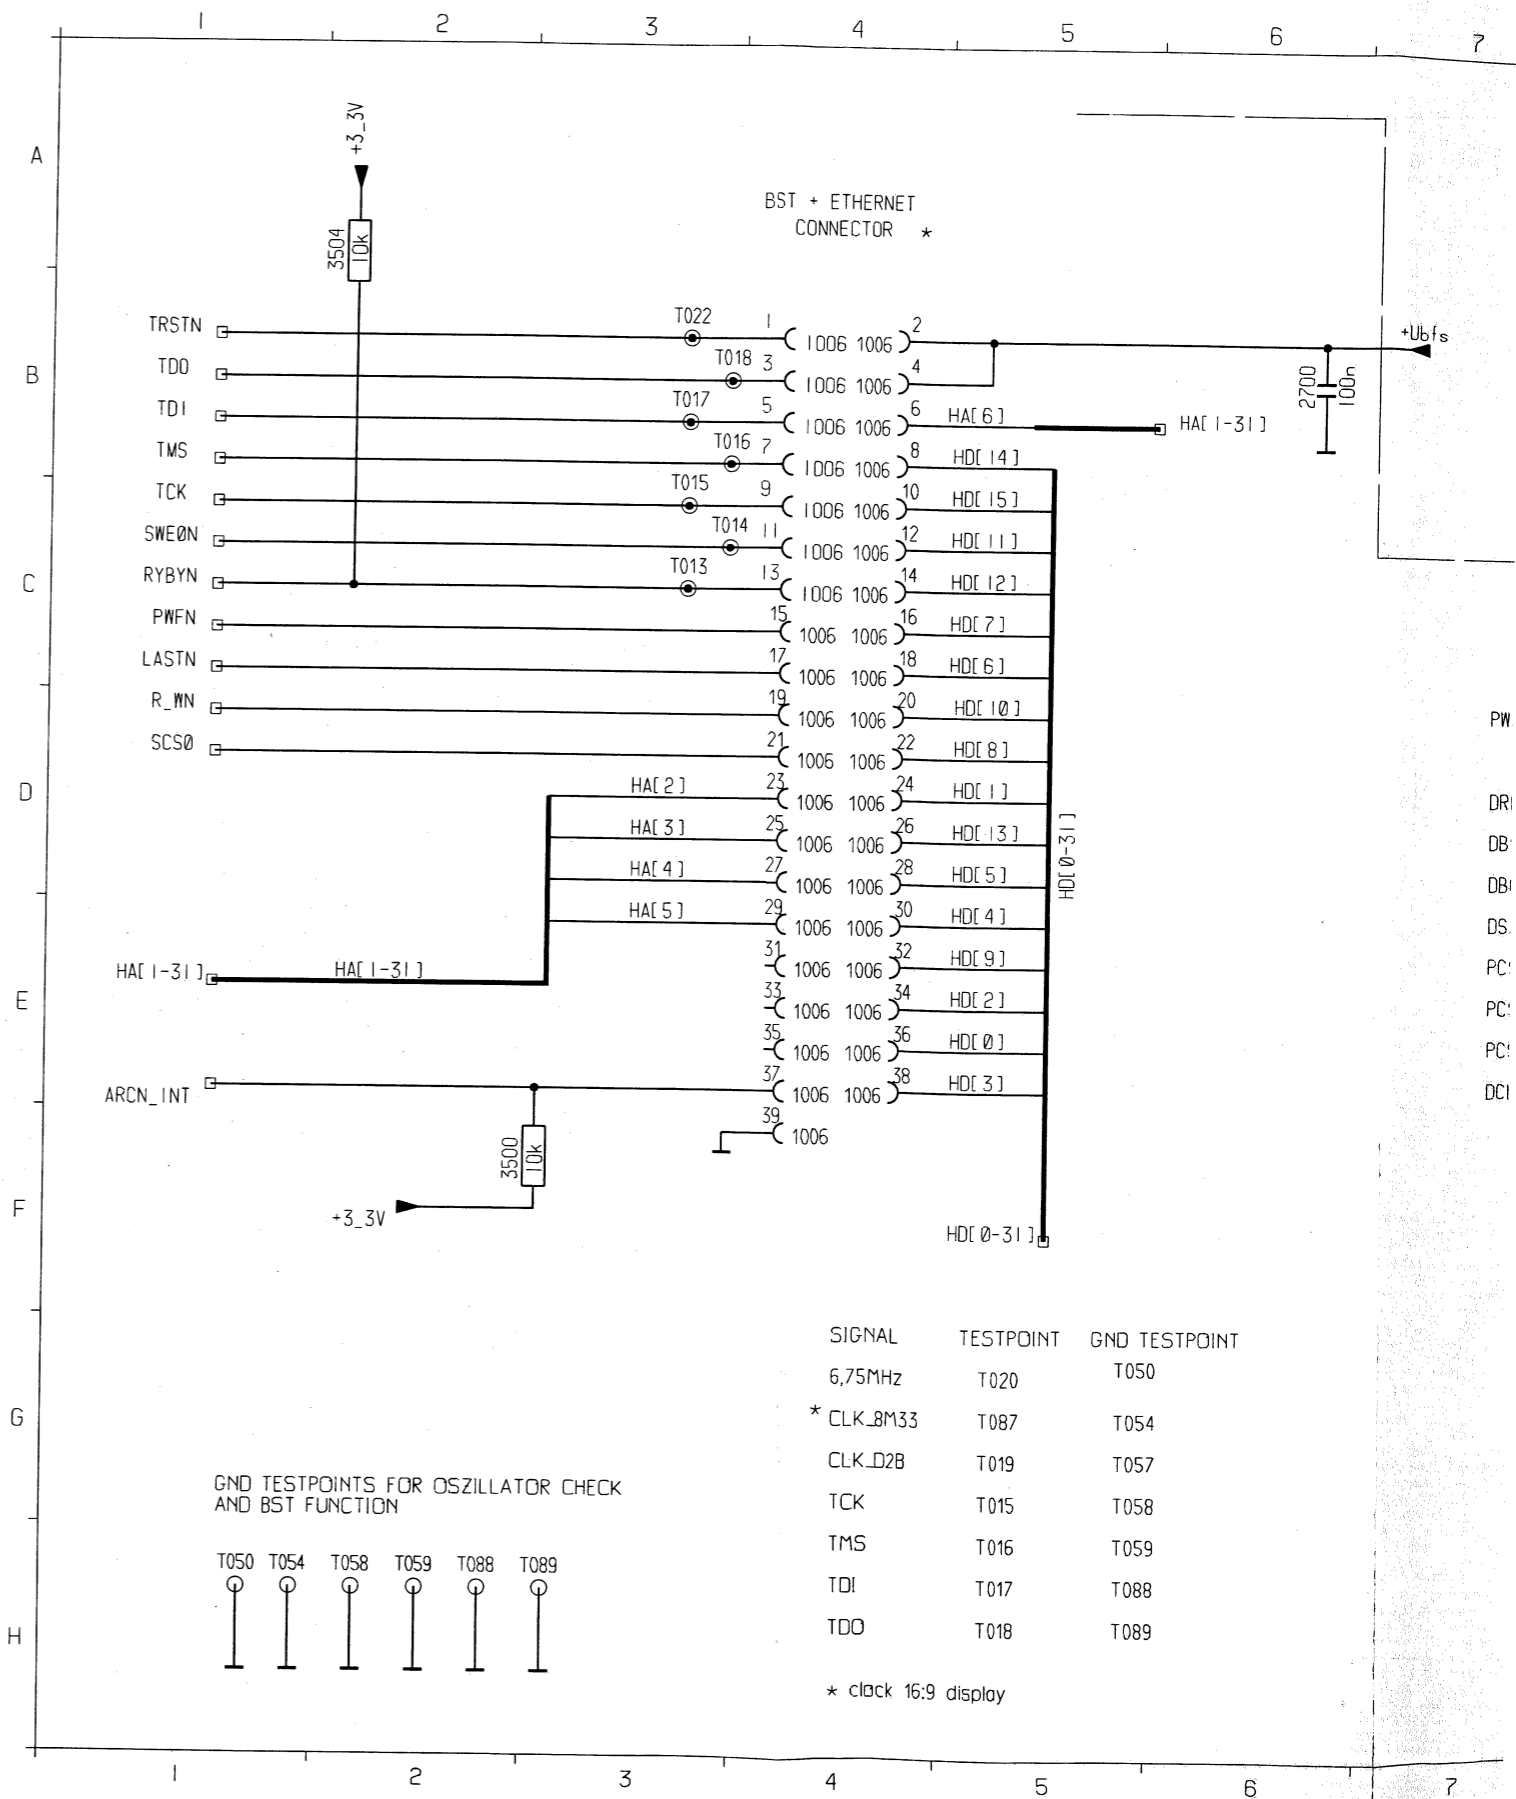 1 2 3 4 5 6 7
A
+3_3V
BST + ETHERNET
CONNECTOR *
3504
10k
TRSTN T022 1 1006 1006 2 +Ubfs
B
TDO T018 3 1006 1006 4
2700
100n
TDI T017 5 1006 1006 6 HA[6] HA[1-31]
TMS T016 7 1006 1006 8 HD[14]
TCK T015 9 1006 1006 10 HD[15]
SWE0N T014 11 1006 1006 12 HD[11]
C
RYBYN T013 13 1006 1006 14 HD[12]
PWFN 15 1006 1006 16 HD[7]
LASTN 17 1006 1006 18 HD[6]
R_WN 19 1006 1006 20 HD[10]
PW
SCS0 21 1006 1006 22 HD[8]
D
HA[2] 23 1006 1006 24 HD[1]
HA[3] 25 1006 1006 26 HD[13]
HD[0-31]
DB
HA[4] 27 1006 1006 28 HD[5]
HA[5] 29 1006 1006 30 HD[4]
DS
HA[1-31] HA[1-31] 31 1006 1006 32 HD[9]
PC
E
33 1006 1006 34 HD[2]
35 1006 1006 36 HD[0]
ARCN_INT 37 1006 1006 38 HD[3]
39 1006
3500
10k
F
+3_3V
HD[0-31]
SIGNAL TESTPOINT GND TESTPOINT
6,75MHz T020 T050
G
* CLK_8M33 T087 T054
CLK_D2B T019 T057
GND TESTPOINTS FOR OSZILLATOR CHECK
AND BST FUNCTION
TCK T015 T058
TMS T016 T059
T050 T054 T058 T059 T088 T089
TDI T017 T088
H
TDO T018 T089
* clock 16:9 display
1 2 3 4 5 6 7